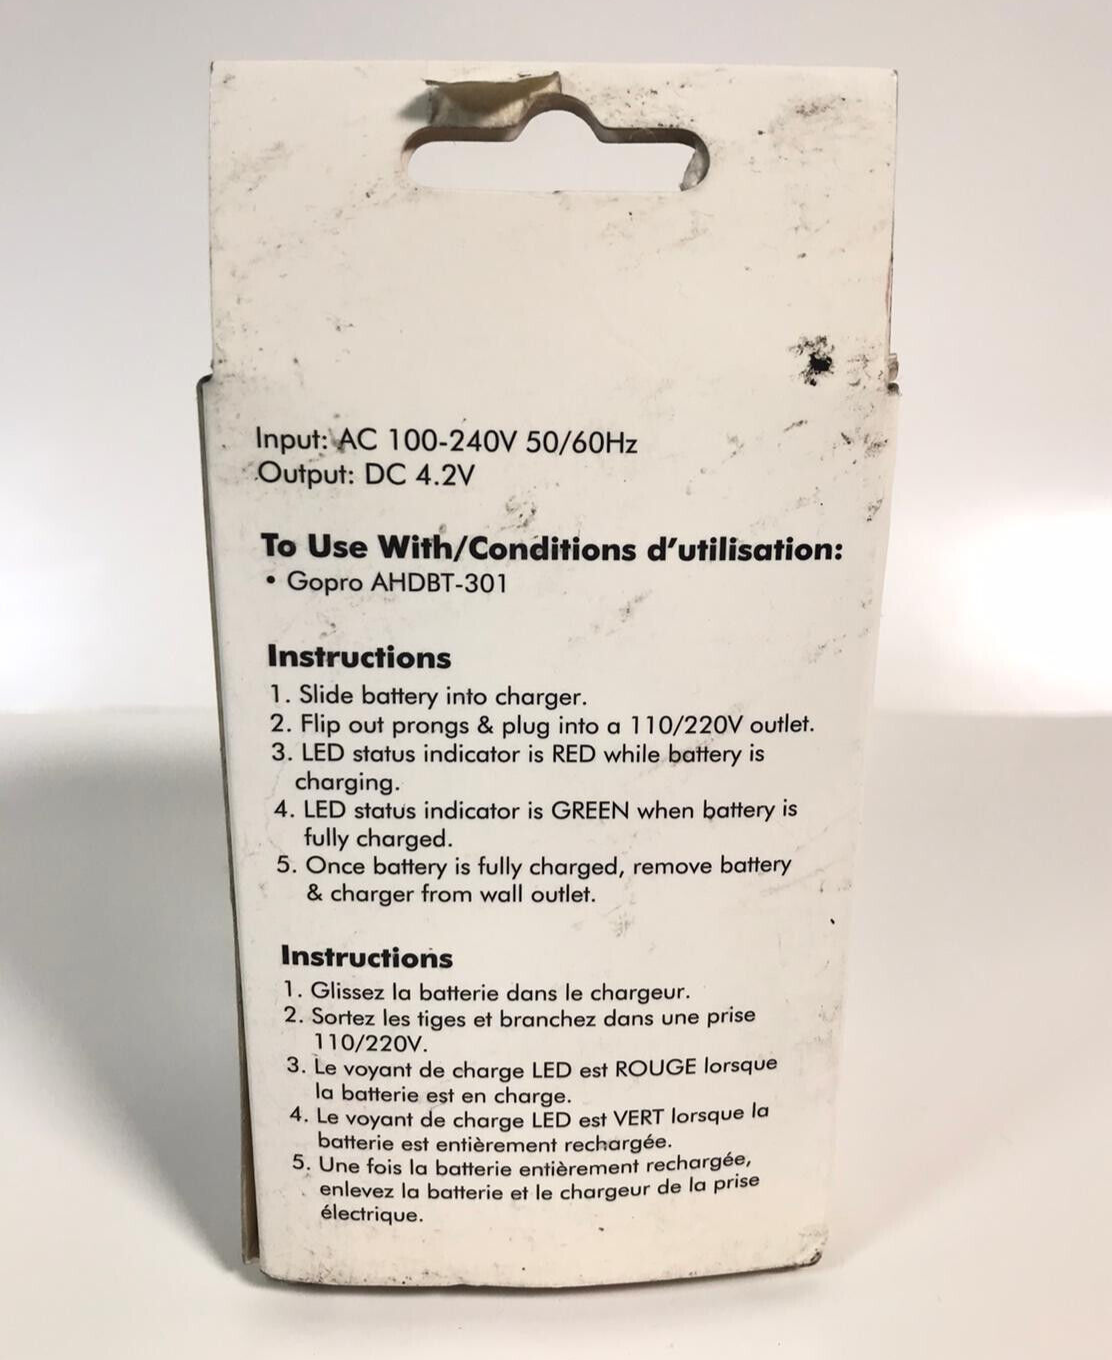 Input: AC 100-240V 50/60Hz
Output: DC 4.2V
To Use With/Conditions d'utilisation:
• Gopro AHDBT-301
Instructions
1. Slide battery into charger.
2. Flip out prongs & plug into a 110/220V outlet.
3. LED status indicator is RED while battery is
charging.
4. LED status indicator is GREEN when battery is
fully charged.
5. Once battery is fully charged, remove battery
& charger from wall outlet.
Instructions
1. Glissez la batterie dans le chargeur.
2. Sortez les tiges et branchez dans une prise
110/220V.
3. Le voyant de charge LED est ROUGE lorsque
la batterie est en charge.
4. Le voyant de charge LED est VERT lorsque la
batterie est entièrement rechargée.
5. Une fois la batterie entièrement rechargée,
enlevez la batterie et le chargeur de la prise
électrique.